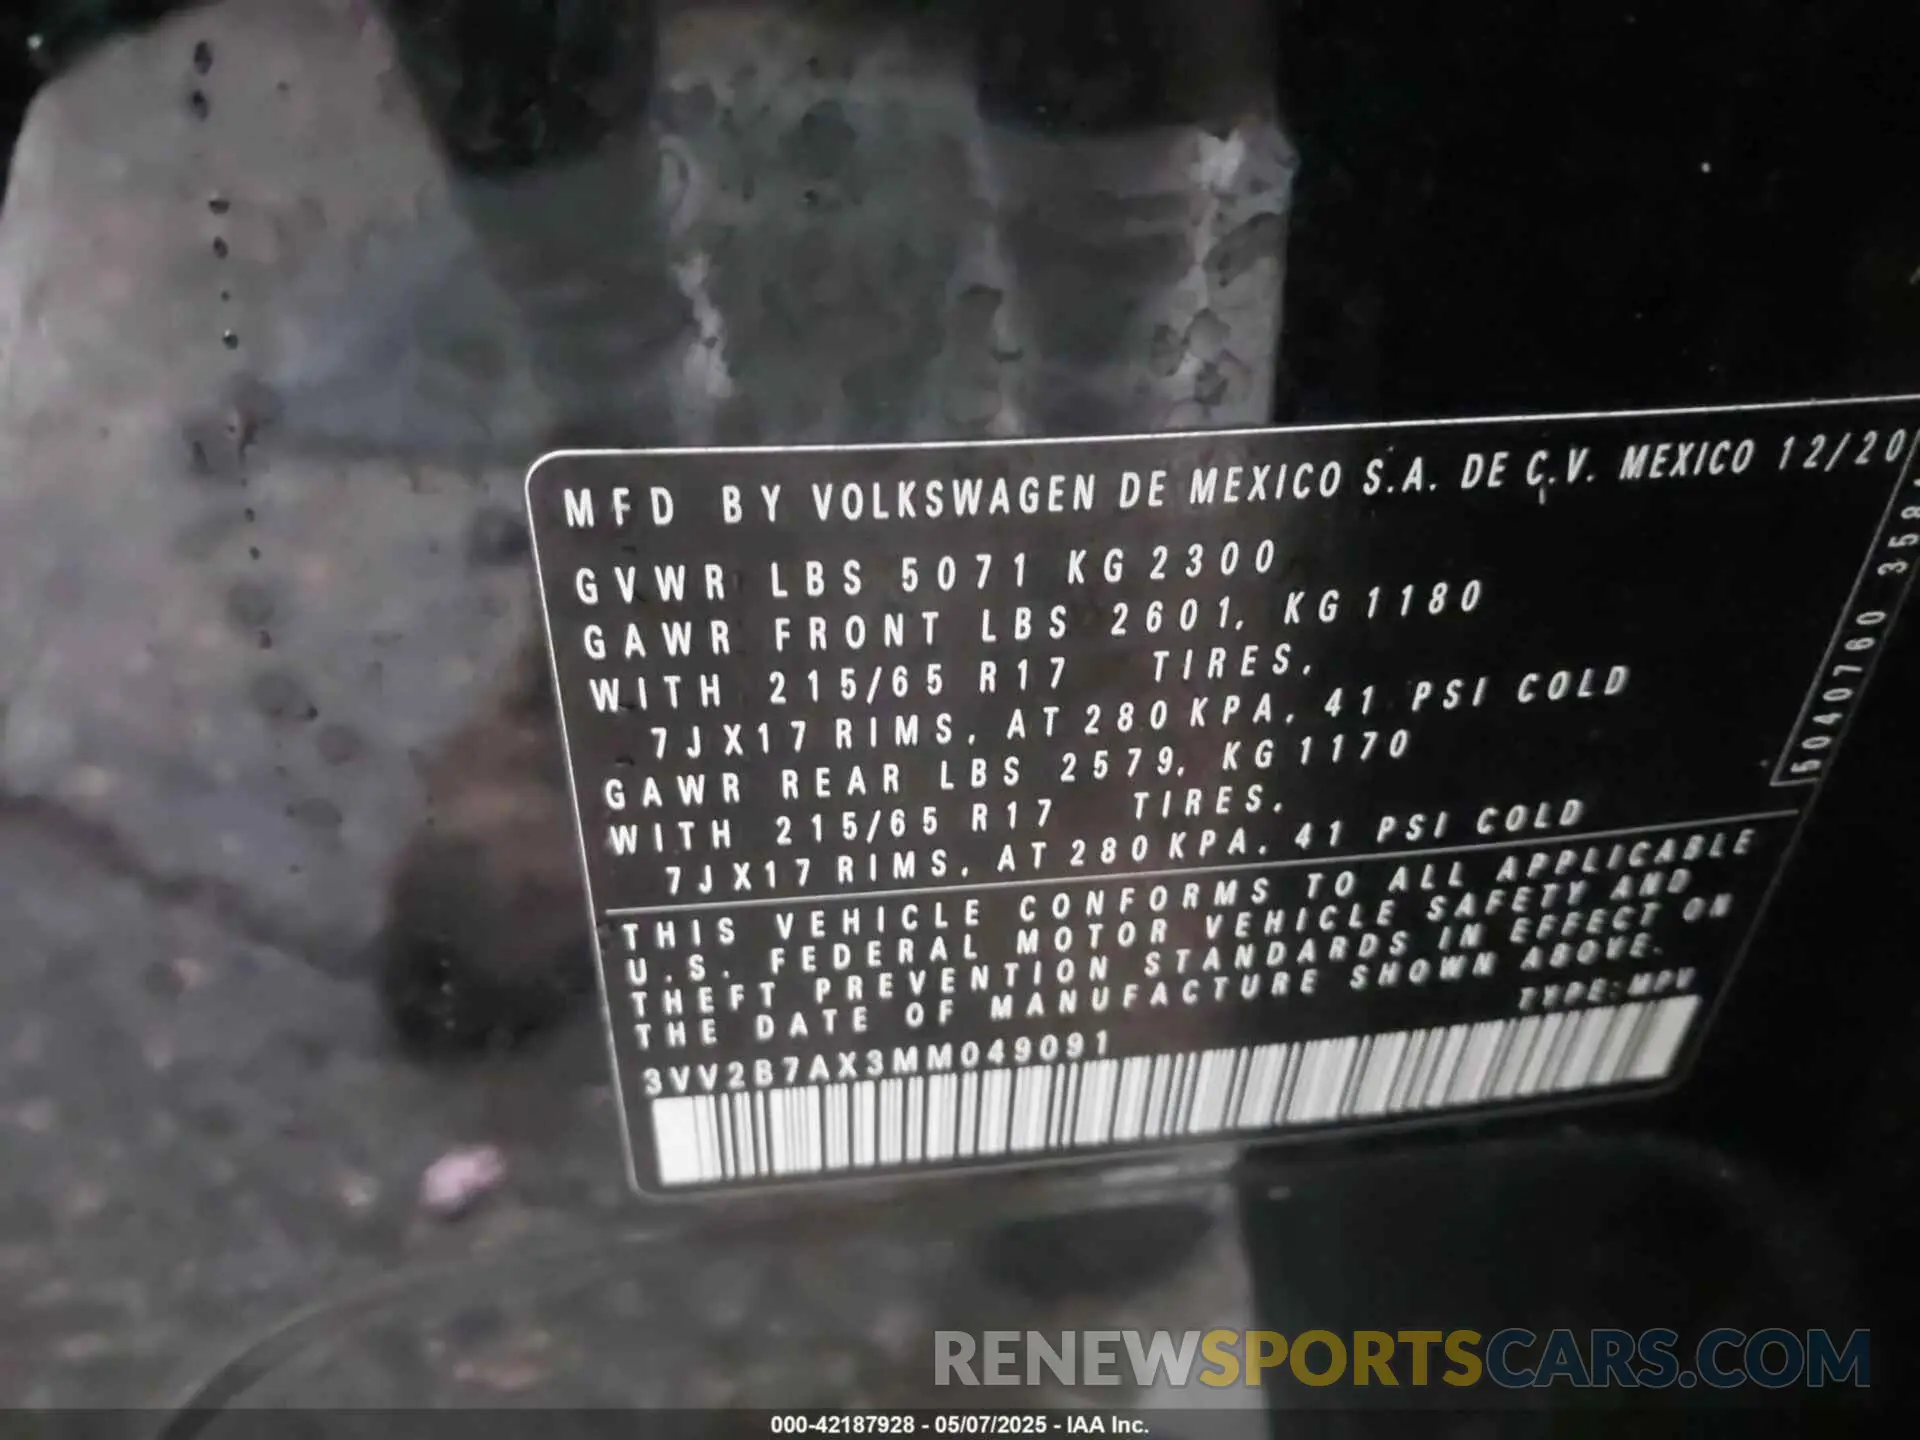 MFD BY VOLKSWAGEN DE MEXICO S.A. DE C.V. MEXICO 12/20
GVWR LBS 5071 KG 2300
GAWR FRONT LBS 2601, KG 1180
WITH 215/65 R17 TIRES,
7JX17 RIMS, AT 280 KPA, 41 PSI COLD
GAWR REAR LBS 2579, KG 1170
WITH 215/65 R17 TIRES,
7JX17 RIMS, AT 280 KPA, 41 PSI COLD
5040760 358
THIS VEHICLE CONFORMS TO ALL APPLICABLE
U.S. FEDERAL MOTOR VEHICLE SAFETY AND
THEFT PREVENTION STANDARDS IN EFFECT ON
THE DATE OF MANUFACTURE SHOWN ABOVE.
TYPE: MPV
3VV2B7AX3MM049091
RENEWSPORTSCARS.COM
000-42187928 - 05/07/2025 - IAA Inc.